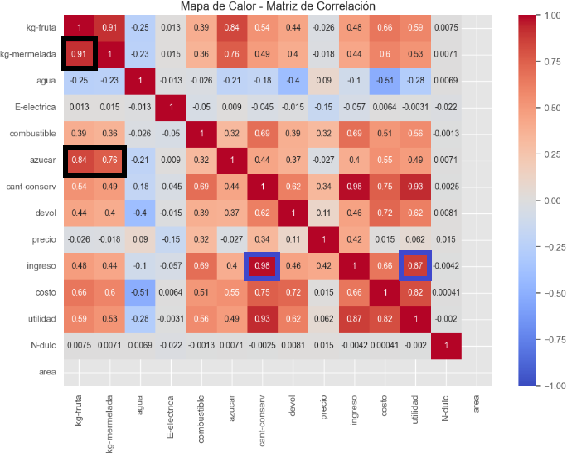 Mapa de Calor - Matriz de Correlación
kg-fruta 1 0.91 -0.25 0.013 0.39 0.84 0.54 0.44 -0.026 0.48 0.66 0.59 0.0075
kg-mermelada 0.91 1 -0.23 0.015 0.36 0.76 0.49 0.4 -0.018 0.44 0.6 0.53 0.0071
agua -0.25 -0.23 1 -0.013 -0.026 -0.21 -0.18 -0.4 0.09 -0.1 -0.51 -0.28 0.0069
E-electrica 0.013 0.015 -0.013 1 -0.05 0.009 -0.045 -0.015 -0.15 -0.057 0.0064 -0.0031 -0.022
combustible 0.39 0.36 -0.026 -0.05 1 0.32 0.69 0.39 0.32 0.69 0.51 0.56 -0.0013
azucar 0.84 0.76 -0.21 0.009 0.32 1 0.44 0.37 -0.027 0.4 0.55 0.49 0.0071
cant-conserv 0.54 0.49 -0.18 -0.045 0.69 0.44 1 0.62 0.34 0.98 0.75 0.93
devol 0.44 0.4 -0.4 0.39 0.37 0.62 1 0.11 0.46 0.72 0.62 0.0081
precio -0.026 -0.018 0.09 -0.15 0.32 -0.027 0.34 0.11 1 0.42 0.015 0.062 0.015
ingreso 0.48 0.44 -0.1 -0.057 0.4 0.98 0.46 0.42 1 0.66 0.87 -0.0042
costo 0.66 0.6 -0.51 0.0064 0.51 0.55 0.75 0.72 0.015 0.66 1 0.82 0.00041
utilidad 0.59 0.53 -0.28 -0.0031 0.56 0.49 0.93 0.62 0.062 0.87 0.82 1 -0.002
N-dulc 0.0075 0.0071 0.0069 -0.022 -0.0013 0.0071 -0.0025 0.0081 0.015 -0.0042 0.00041 -0.002 1
area
kg-fruta
kg-mermelada
agua
E-electrica
combustible
azucar
cant-conserv
devol
precio
ingreso
costo
utilidad
N-dulc
area
1.00
0.75
0.50
0.25
0.00
-0.25
-0.50
-0.75
-1.00